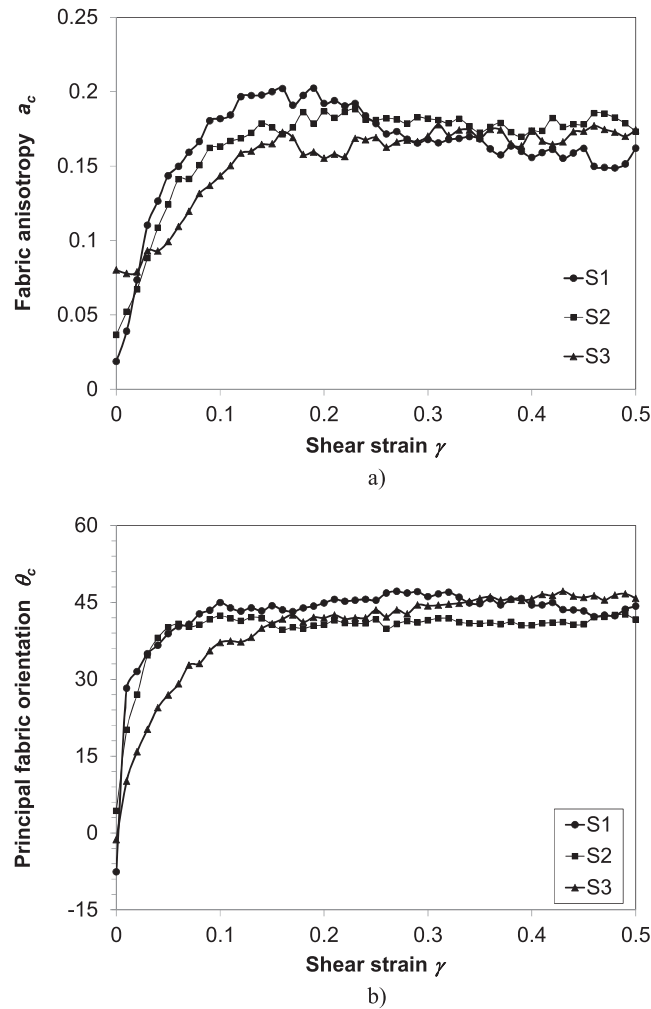 0.25
0.2
0.15
0.1
0.05
0
Fabric anisotropy a_c
S1
S2
S3
0 0.1 0.2 0.3 0.4 0.5
Shear strain γ
a)
60
45
30
15
0
-15
Principal fabric orientation θ_c
S1
S2
S3
0 0.1 0.2 0.3 0.4 0.5
Shear strain γ
b)